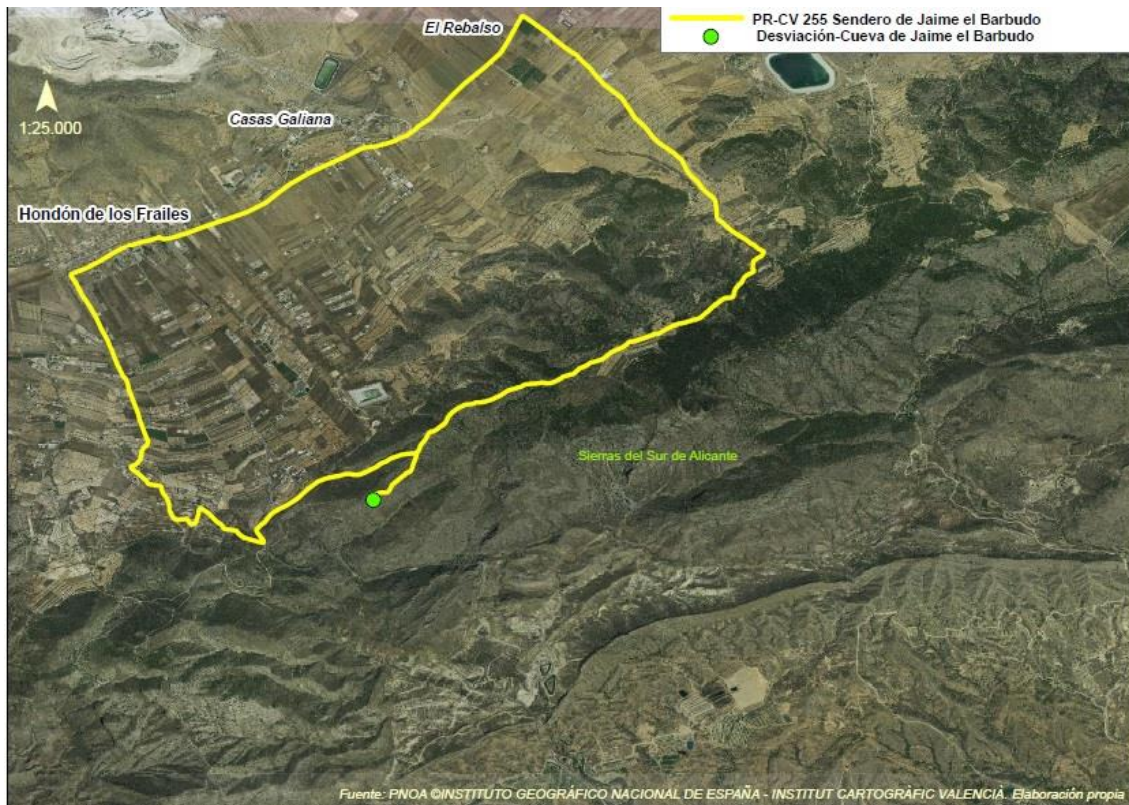 PR-CV 255 Sendero de Jaime el Barbudo
Desviación-Cueva de Jaime el Barbudo
El Rebalso
1:25.000
Casas Galiana
Hondón de los Frailes
Sierras del Sur de Alicante
Fuente: PNOA ©INSTITUTO GEOGRÁFICO NACIONAL DE ESPAÑA - INSTITUT CARTOGRÀFIC VALENCIÀ. Elaboración propia